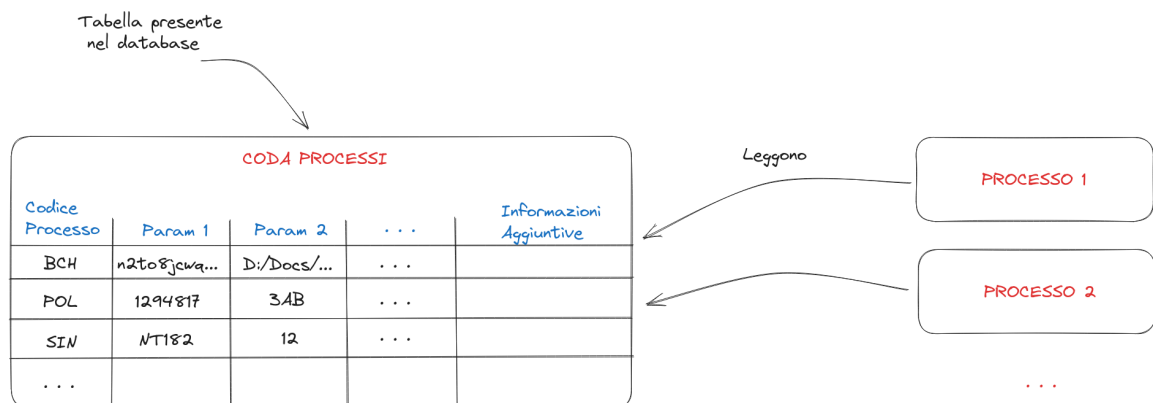 Tabella presente
nel database
CODA PROCESSI
Leggono
PROCESSO 1
Codice
Processo
Param 1
Param 2
...
Informazioni
Aggiuntive
BCH
n2to8jcwq...
D:/Docs/...
...
POL
1294817
3AB
...
PROCESSO 2
SIN
NT182
12
...
...
...